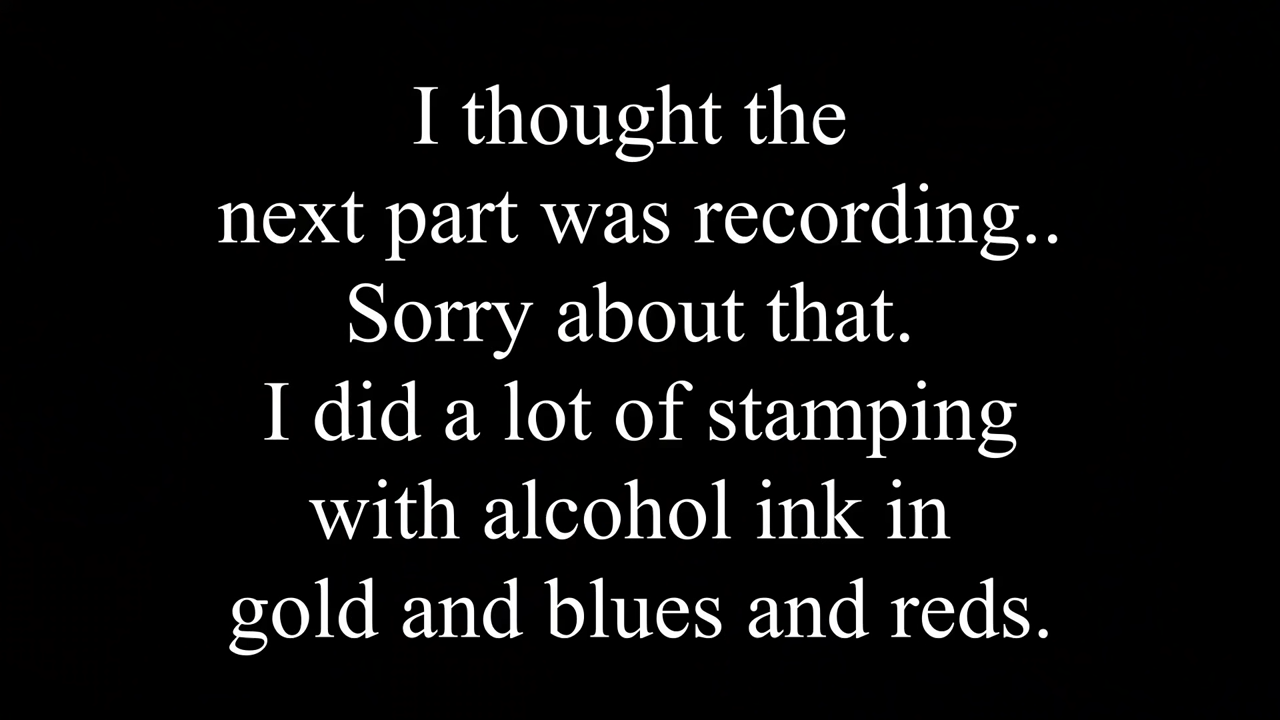 I thought the
next part was recording..
Sorry about that.
I did a lot of stamping
with alcohol ink in
gold and blues and reds.